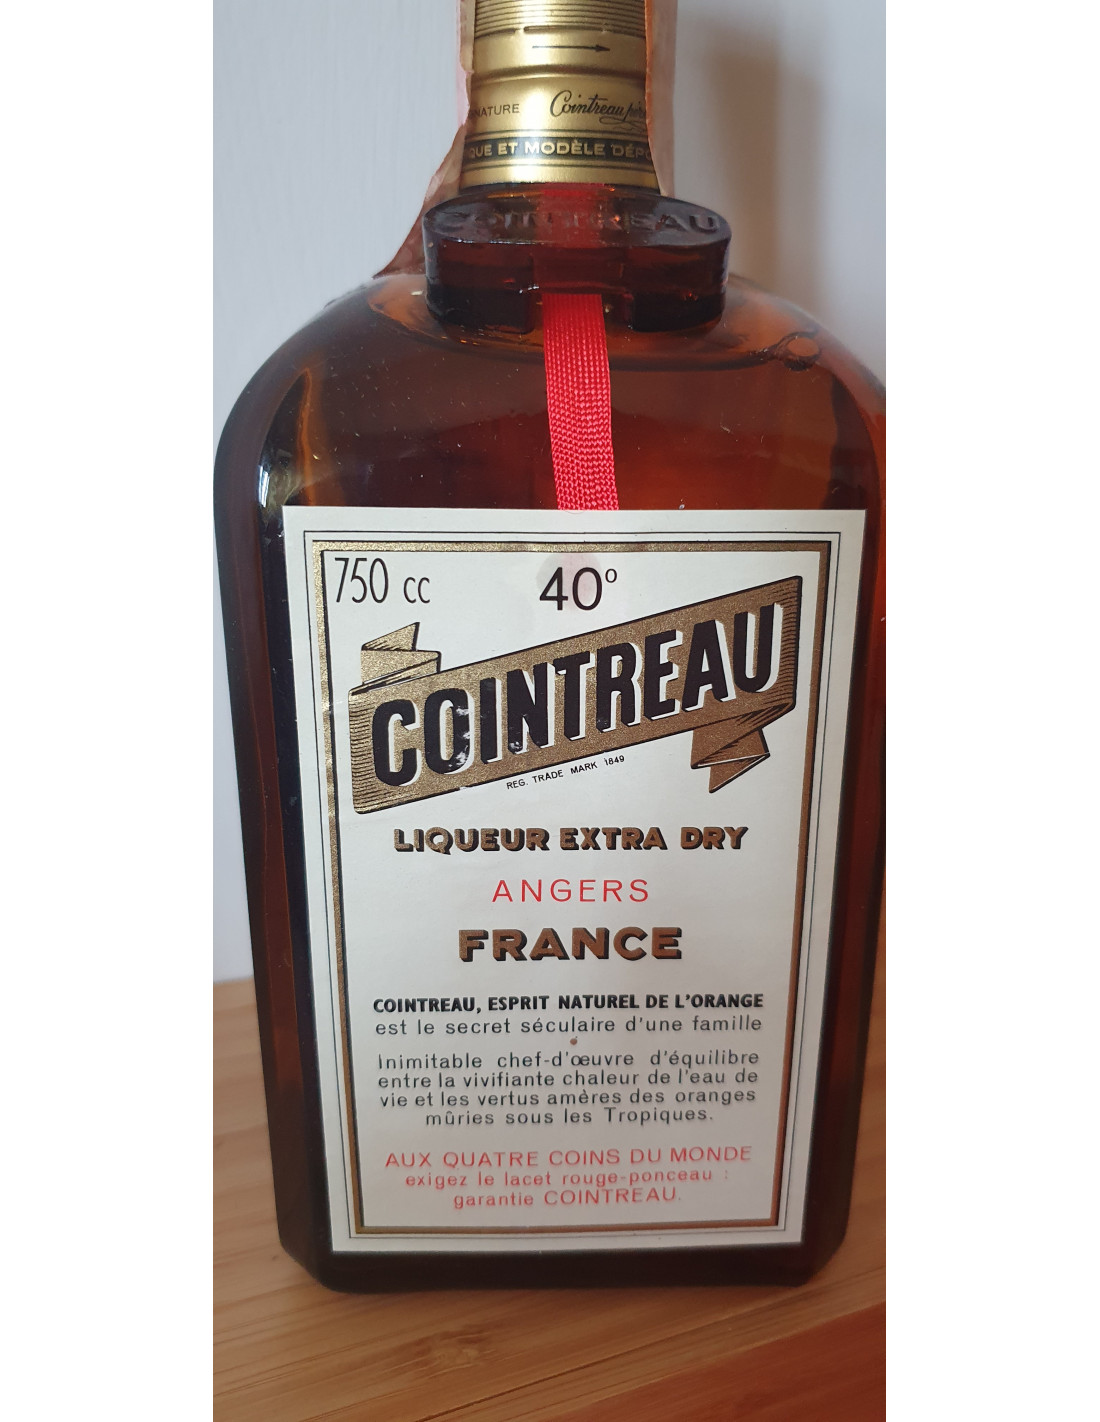 Cointreau
QUE ET MODÈLE DÉPO
COINTREAU
750 cc
40º
COINTREAU
REG. TRADE MARK 1849
LIQUEUR EXTRA DRY
ANGERS
FRANCE
COINTREAU, ESPRIT NATUREL DE L'ORANGE
est le secret séculaire d'une famille
Inimitable chef-d'œuvre d'équilibre
entre la vivifiante chaleur de l'eau de
vie et les vertus amères des oranges
mûries sous les Tropiques.
AUX QUATRE COINS DU MONDE
exigez le lacet rouge-ponceau :
garantie COINTREAU.